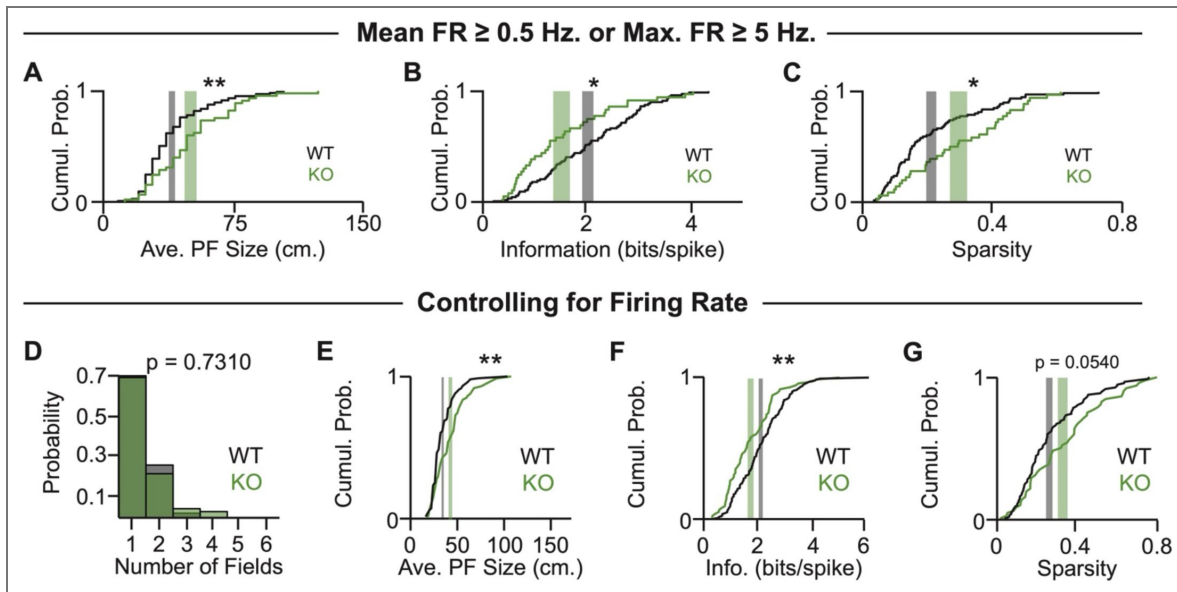 Mean FR ≥ 0.5 Hz. or Max. FR ≥ 5 Hz.
A
**
1
Cumul. Prob.
WT
KO
0
0 75 150
Ave. PF Size (cm.)
B
*
1
Cumul. Prob.
WT
KO
0
0 2 4
Information (bits/spike)
C
*
1
Cumul. Prob.
WT
KO
0
0 0.4 0.8
Sparsity
Controlling for Firing Rate
D
p = 0.7310
0.7
0.5
0.3
0.1
Probability
WT
KO
1 2 3 4 5 6
Number of Fields
E
**
1
Cumul. Prob.
WT
KO
0
0 50 100 150
Ave. PF Size (cm.)
F
**
1
Cumul. Prob.
WT
KO
0
0 2 4 6
Info. (bits/spike)
G
p = 0.0540
1
Cumul. Prob.
WT
KO
0
0 0.4 0.8
Sparsity